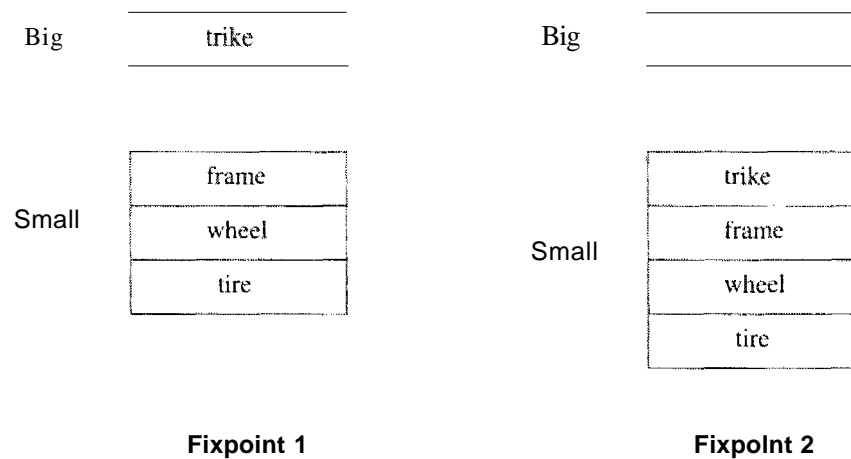 Big
trike
Small
frame
wheel
tire
Fixpoint 1
Big
Small
trike
frame
wheel
tire
Fixpolnt 2